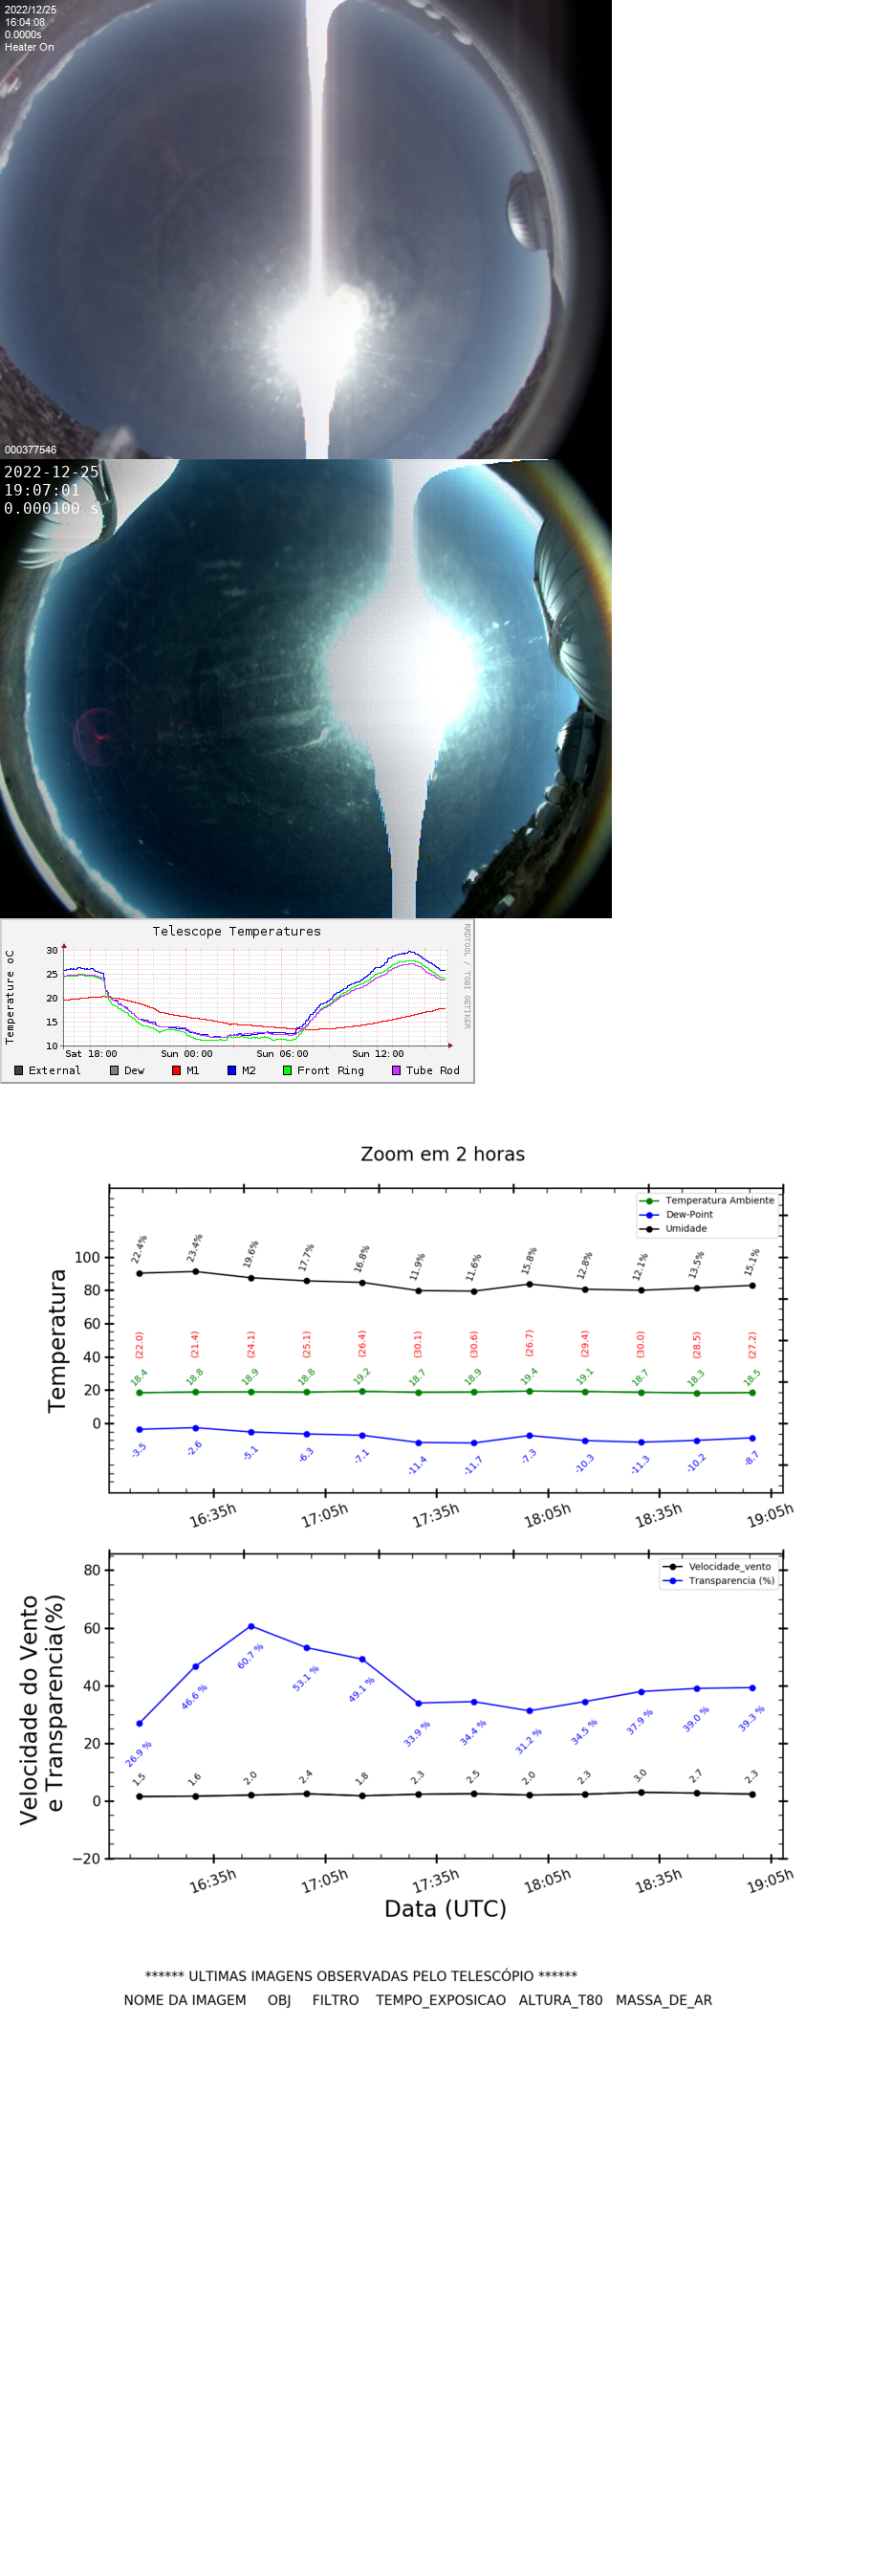 2022/12/25
16:04:08
0.0000s
Heater On
000377546
2022-12-25
19:07:01
0.000100 s
Telescope Temperatures
RRDTOOL / TOBI OETIKER
Temperature oC
30
25
20
15
10
Sat 18:00 Sun 00:00 Sun 06:00 Sun 12:00
External Dew M1 M2 Front Ring Tube Rod
Zoom em 2 horas
Temperatura Ambiente
Dew-Point
Umidade
Temperatura
100
80
60
40
20
0
22.4% 23.4% 19.6% 17.7% 16.8% 11.9% 11.6% 15.8% 12.8% 12.1% 13.5% 15.1%
(22.0) (21.4) (24.1) (25.1) (26.4) (30.1) (30.6) (26.7) (29.4) (30.0) (28.5) (27.2)
18.4 18.8 18.9 18.8 19.2 18.7 18.9 19.4 19.1 18.7 18.3 18.5
-3.5 -2.6 -5.1 -6.3 -7.1 -11.4 -11.7 -7.3 -10.3 -11.3 -10.2 -8.7
16:35h 17:05h 17:35h 18:05h 18:35h 19:05h
Velocidade_vento
Transparencia (%)
Velocidade do Vento
e Transparencia(%)
80
60
40
20
0
−20
26.9 % 46.6 % 60.7 % 53.1 % 49.1 % 33.9 % 34.4 % 31.2 % 34.5 % 37.9 % 39.0 % 39.3 %
1.5 1.6 2.0 2.4 1.8 2.3 2.5 2.0 2.3 3.0 2.7 2.3
16:35h 17:05h 17:35h 18:05h 18:35h 19:05h
Data (UTC)
****** ULTIMAS IMAGENS OBSERVADAS PELO TELESCÓPIO ******
NOME DA IMAGEM OBJ FILTRO TEMPO_EXPOSICAO ALTURA_T80 MASSA_DE_AR